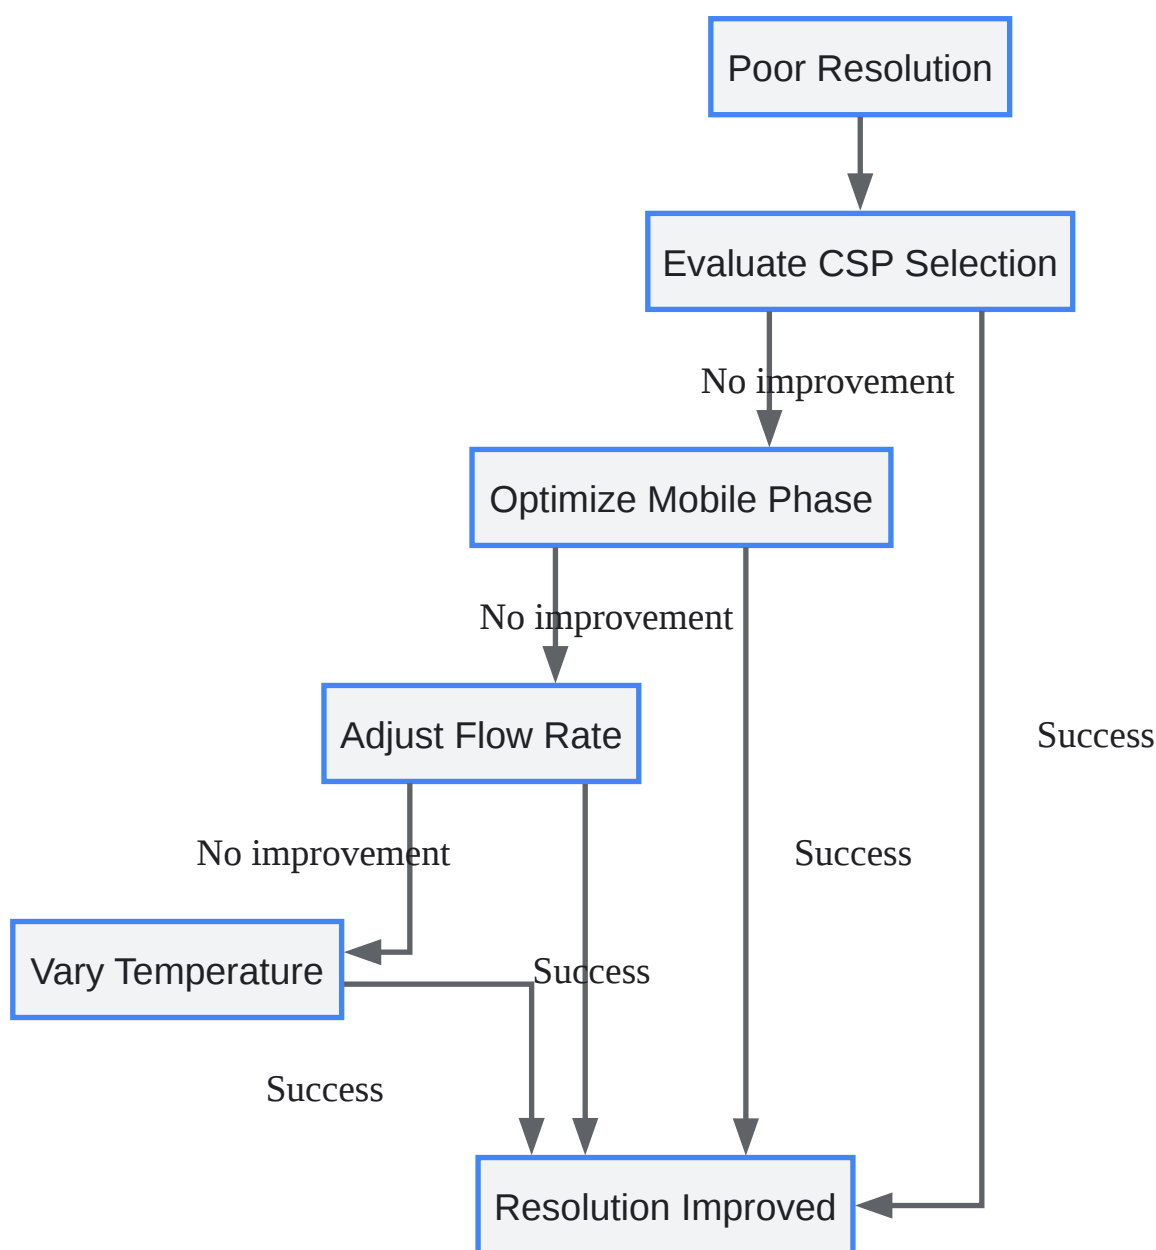 Poor Resolution
Evaluate CSP Selection
No improvement
Optimize Mobile Phase
No improvement
Adjust Flow Rate
Success
No improvement
Success
Vary Temperature
Success
Success
Resolution Improved